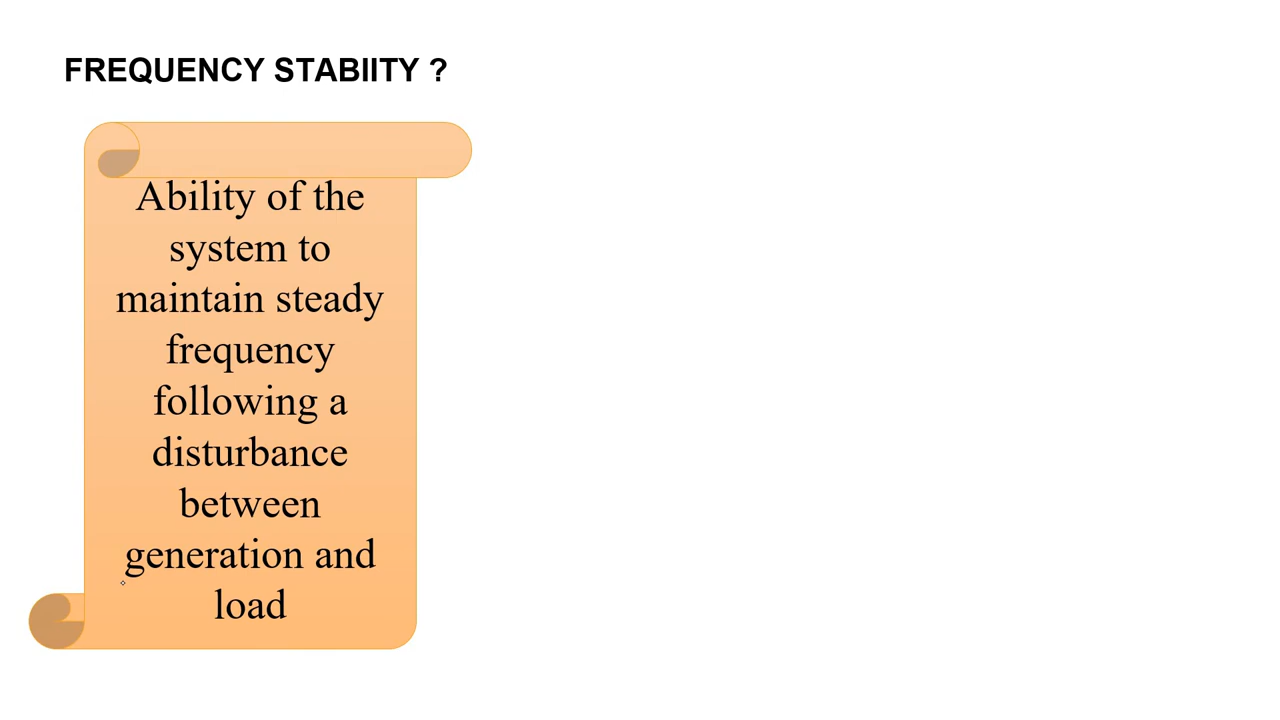 FREQUENCY STABIITY ?
Ability of the
system to
maintain steady
frequency
following a
disturbance
between
generation and
load